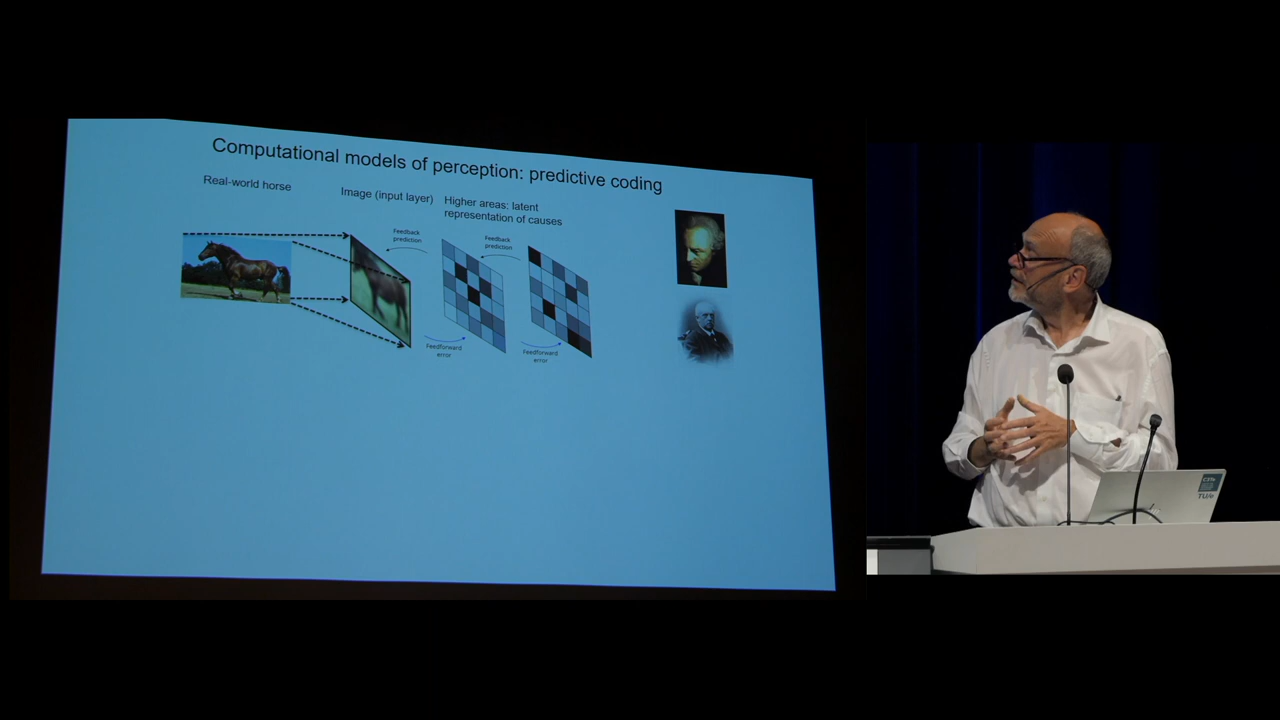 Computational models of perception: predictive coding
Real-world horse
Image (input layer)
Higher areas: latent
representation of causes
Feedback
prediction
Feedback
prediction
Feedforward
error
Feedforward
error
TU/e